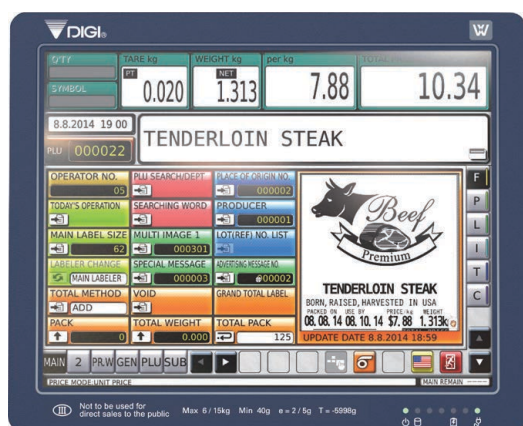 DIGI®
Q'TY
TARE kg
WEIGHT kg
per kg
SYMBOL
PT
0.020
NET
1.313
7.88
10.34
8.8.2014 19 00
PLU 000022
TENDERLOIN STEAK
OPERATOR NO.
05
PLU SEARCH/DEPT
PLACE OF ORIGIN NO.
000002
TODAY'S OPERATION
SEARCHING WORD
PRODUCER
000001
MAIN LABEL SIZE
62
MULTI IMAGE 1
000301
LOT(REF) NO. LIST
LABELER CHANGE
MAIN LABELER
SPECIAL MESSAGE
000003
ADVERTISING MESSAGE NO.
00002
TOTAL METHOD
ADD
VOID
GRAND TOTAL LABEL
PACK
0
TOTAL WEIGHT
0.000
TOTAL PACK
125
Beef
Premium
TENDERLOIN STEAK
BORN, RAISED, HARVESTED IN USA
PACKED ON USE BY PRICE/kg WEIGHT
08.08.14 08.10.14 $7.88 1.313kg
UPDATE DATE 8.8.2014 18:59
F
P
L
I
T
C
MAIN 2 PR.W GEN PLU SUB
PRICE MODE:UNIT PRICE
MAIN REMAIN
III
Not to be used for
direct sales to the public
Max 6/15kg Min 40g e=2/5g T=-5998g